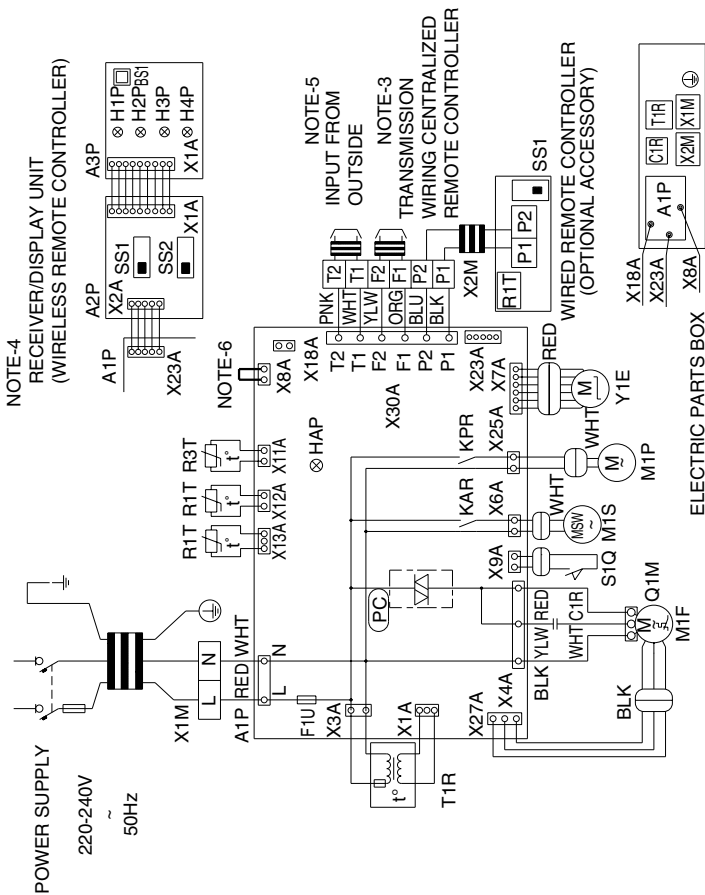 POWER SUPPLY
220-240V
~
50Hz
X1M
L
N
A1P
RED
WHT
L
N
F1U
X3A
X1A
t°
T1R
X27A
X4A
BLK
YLW
RED
WHT
C1R
BLK
M~
Q1M
M1F
PC
R1T
R1T
R3T
t°
t°
t°
X13A
X12A
X11A
HAP
NOTE-6
X8A
X18A
KAR
KPR
X9A
X6A
X25A
S1Q
WHT
MSW
~
M1S
WHT
M~
M1P
X23A
X7A
RED
M
Y1E
X30A
T2
T1
F2
F1
P2
P1
PNK
WHT
YLW
ORG
BLU
BLK
T2
T1
F2
F1
P2
P1
X2M
NOTE-5
INPUT FROM
OUTSIDE
NOTE-3
TRANSMISSION
WIRING CENTRALIZED
REMOTE CONTROLLER
R1T
P1
P2
SS1
WIRED REMOTE CONTROLLER
(OPTIONAL ACCESSORY)
NOTE-4
RECEIVER/DISPLAY UNIT
(WIRELESS REMOTE CONTROLLER)
A1P
X23A
A2P
X2A
SS1
SS2
X1A
A3P
X1A
BS1
H1P
H2P
H3P
H4P
ELECTRIC PARTS BOX
X18A
X23A
X8A
A1P
C1R
T1R
X2M
X1M